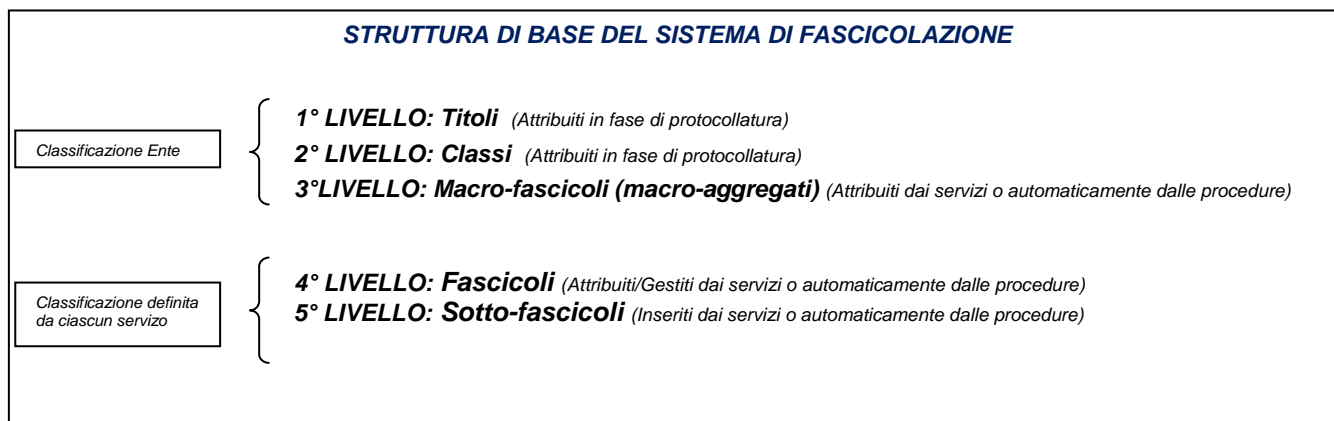 STRUTTURA DI BASE DEL SISTEMA DI FASCICOLAZIONE
Classificazione Ente
1° LIVELLO: Titoli (Attribuiti in fase di protocollatura)
2° LIVELLO: Classi (Attribuiti in fase di protocollatura)
3°LIVELLO: Macro-fascicoli (macro-aggregati) (Attribuiti dai servizi o automaticamente dalle procedure)
Classificazione definita
da ciascun servizo
4° LIVELLO: Fascicoli (Attribuiti/Gestiti dai servizi o automaticamente dalle procedure)
5° LIVELLO: Sotto-fascicoli (Inseriti dai servizi o automaticamente dalle procedure)